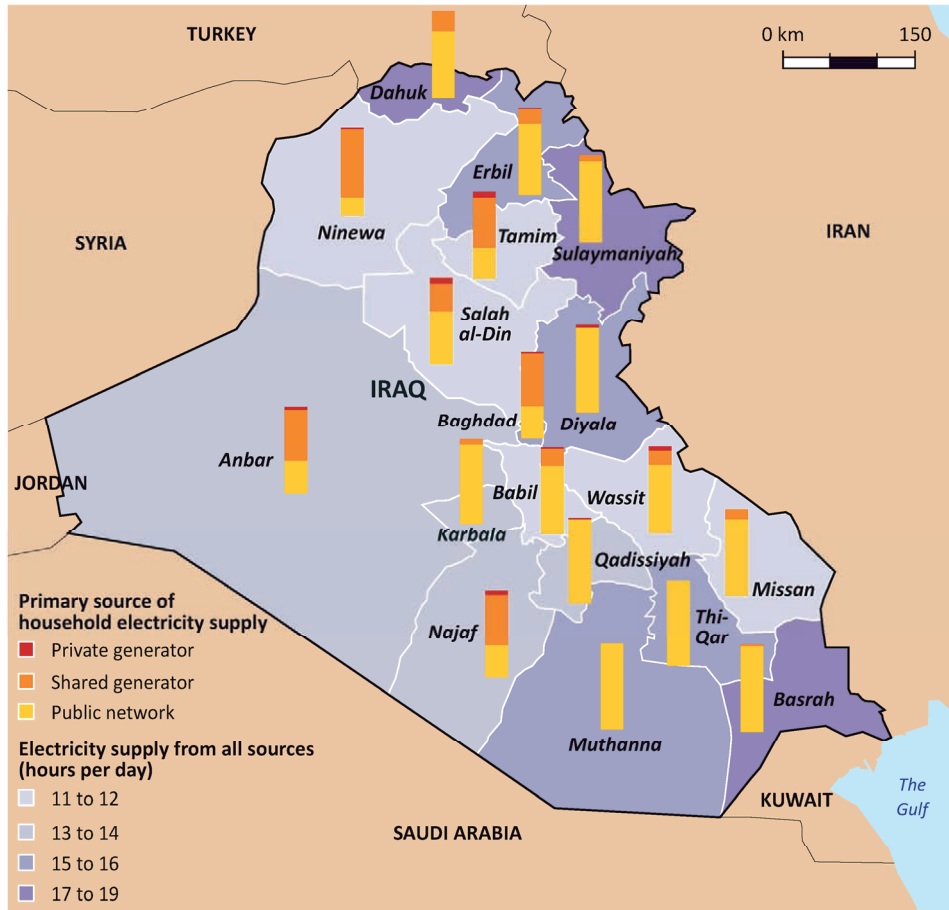 TURKEY
0 km 150
Dahuk
Erbil
Ninewa
Tamim
Sulaymaniyah
SYRIA
IRAN
Salah
al-Din
IRAQ
Baghdad
Diyala
Anbar
JORDAN
Babil
Wassit
Karbala
Qadissiyah
Missan
Najaf
Thi-
Qar
Basrah
Muthanna
KUWAIT
The
Gulf
SAUDI ARABIA
Primary source of
household electricity supply
Private generator
Shared generator
Public network
Electricity supply from all sources
(hours per day)
11 to 12
13 to 14
15 to 16
17 to 19